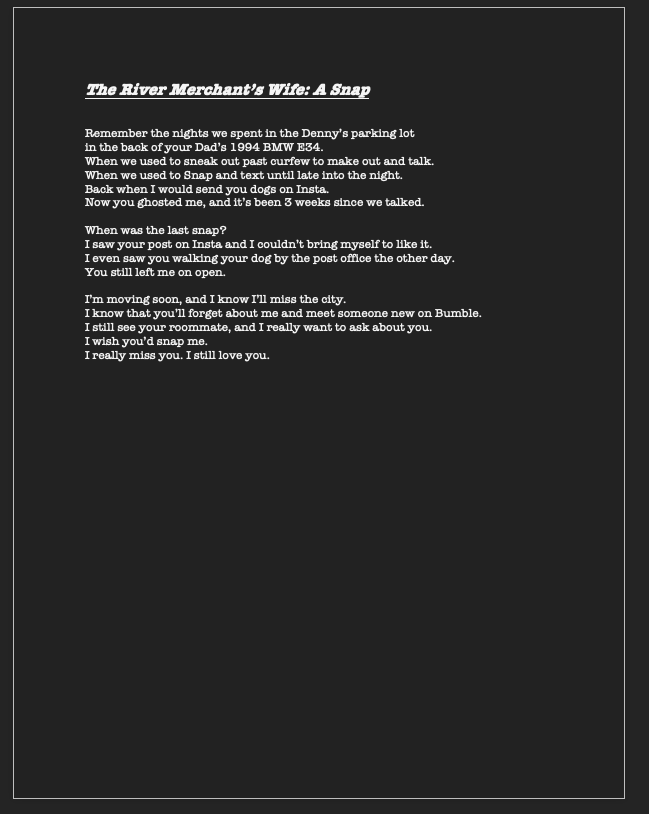 The River Merchant’s Wife: A Snap
Remember the nights we spent in the Denny’s parking lot
in the back of your Dad’s 1994 BMW E34.
When we used to sneak out past curfew to make out and talk.
When we used to Snap and text until late into the night.
Back when I would send you dogs on Insta.
Now you ghosted me, and it’s been 3 weeks since we talked.
When was the last snap?
I saw your post on Insta and I couldn’t bring myself to like it.
I even saw you walking your dog by the post office the other day.
You still left me on open.
I’m moving soon, and I know I’ll miss the city.
I know that you’ll forget about me and meet someone new on Bumble.
I still see your roommate, and I really want to ask about you.
I wish you’d snap me.
I really miss you. I still love you.